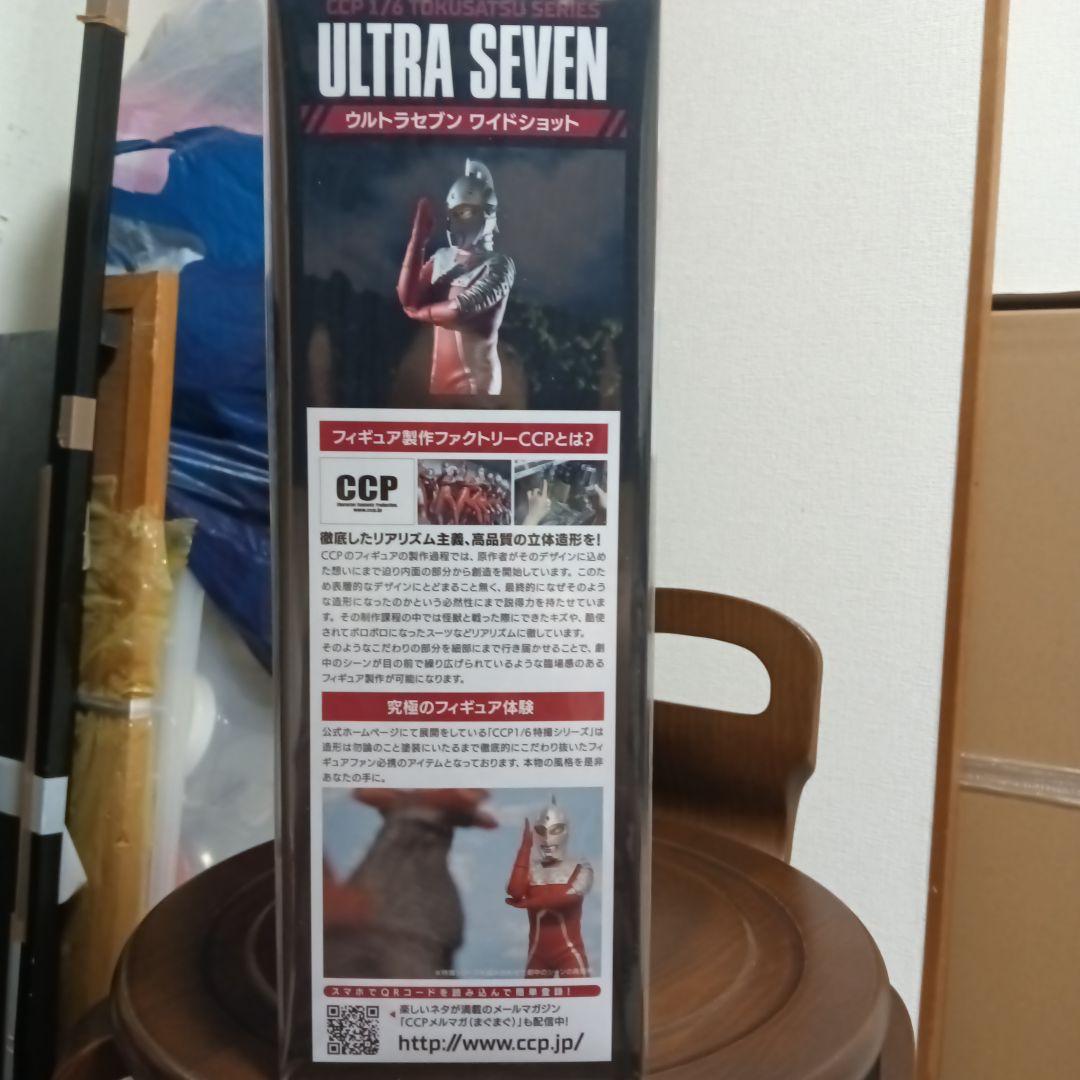 CCP 1/6 TOKUSATSU SERIES
ULTRA SEVEN
ウルトラセブン ワイドショット
フィギュア製作ファクトリーCCPとは?
CCP
www.ccp.jp
徹底したリアリズム主義、高品質の立体造形を!
CCPのフィギュアの製作過程では、原作者がそのデザインに込め
た想いにまで迫り内面の部分から創造を開始しています。このた
め表層的なデザインにとどまること無く、最終的になぜそのよう
な造形になったのかという必然性にまで説得力を持たせていま
す。その制作課程の中では怪獣と戦った際にできたキズや、酷使
されてボロボロになったスーツなどリアリズムに徹しています。
そのようなこだわりの部分を細部にまで行き届かせることで、劇
中のシーンが目の前で繰り広げられているような臨場感のある
フィギュア製作が可能になります。
究極のフィギュア体験
公式ホームページにて展開をしている「CCP1/6特撮シリーズ」は
造形は勿論のこと塗装にいたるまで徹底的にこだわり抜いたフィ
ギュアファン必携のアイテムとなっております、本物の風格を是非
あなたの手に。
スマホでQRコードを読み込んで簡単登録!
楽しいネタが満載のメールマガジン
「CCPメルマガ(まぐまぐ)」も配信中!
http://www.ccp.jp/